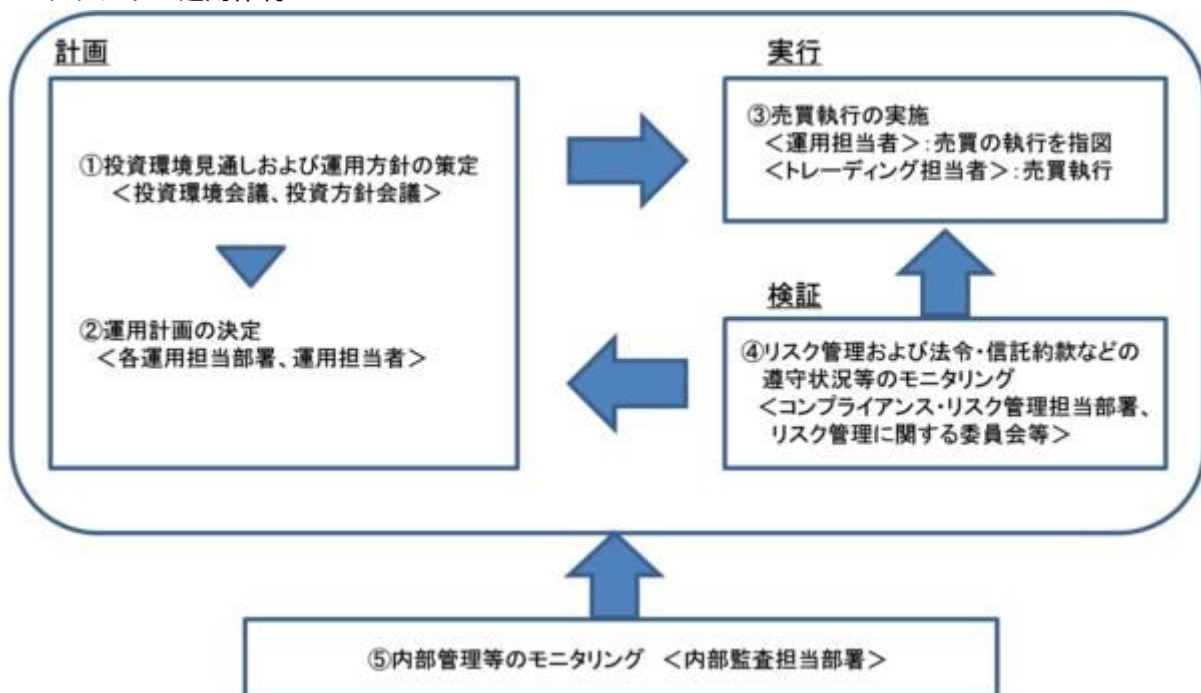 計画
①投資環境見通しおよび運用方針の策定
＜投資環境会議、投資方針会議＞
②運用計画の決定
＜各運用担当部署、運用担当者＞
実行
③売買執行の実施
＜運用担当者＞：売買の執行を指図
＜トレーディング担当者＞：売買執行
検証
④リスク管理および法令・信託約款などの
遵守状況等のモニタリング
＜コンプライアンス・リスク管理担当部署、
リスク管理に関する委員会等＞
⑤内部管理等のモニタリング ＜内部監査担当部署＞